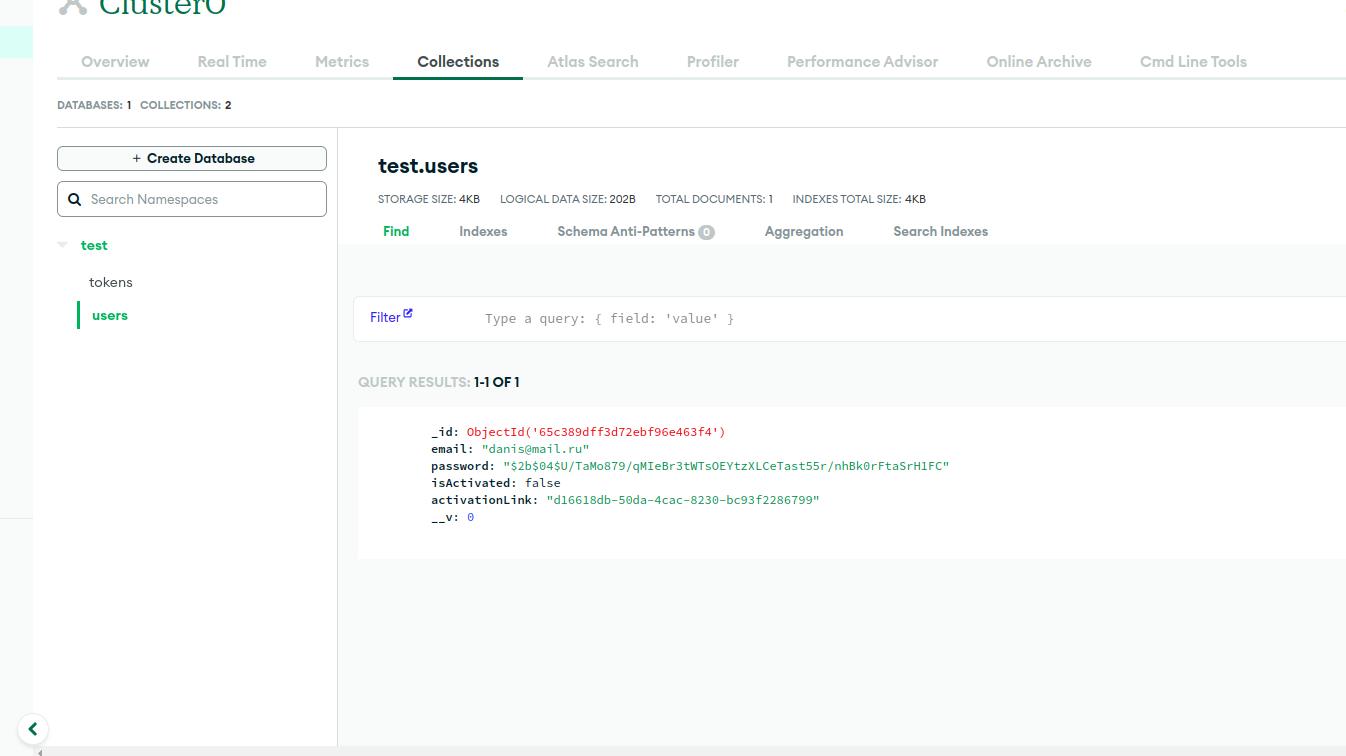 Cluster0
Overview Real Time Metrics Collections Atlas Search Profiler Performance Advisor Online Archive Cmd Line Tools
DATABASES: 1 COLLECTIONS: 2
+ Create Database
Search Namespaces
test
tokens
users
test.users
STORAGE SIZE: 4KB LOGICAL DATA SIZE: 202B TOTAL DOCUMENTS: 1 INDEXES TOTAL SIZE: 4KB
Find Indexes Schema Anti-Patterns 0 Aggregation Search Indexes
Filter Type a query: { field: 'value' }
QUERY RESULTS: 1-1 OF 1
_id: ObjectId('65c389dff3d72ebf96e463f4')
email: "danis@mail.ru"
password: "$2b$04$U/TaMo879/qMIeBr3tWTsOEYtzXLCeTast55r/nhBk0rFtaSrH1FC"
isActivated: false
activationLink: "d16618db-50da-4cac-8230-bc93f2286799"
__v: 0